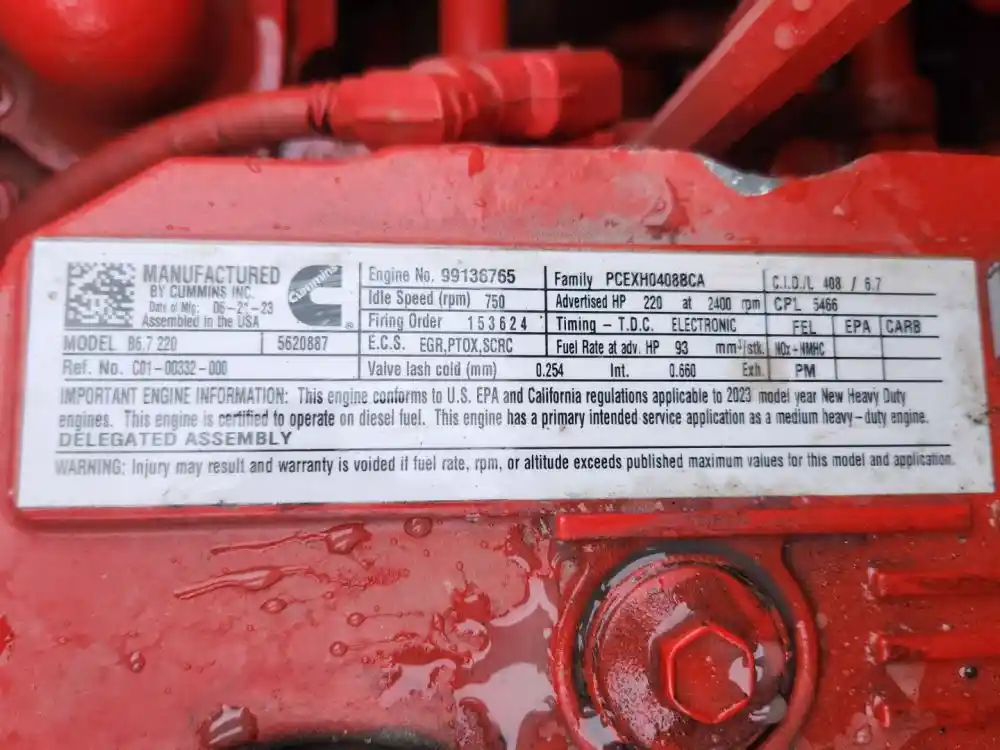 MANUFACTURED
BY CUMMINS INC.
Date of Mfg: 06-21-23
Assembled in the USA
Cummins
®
MODEL B6.7 220 5620887
Ref. No. C01-00332-000
Engine No. 99136765
Idle Speed (rpm) 750
Firing Order 153624
E.C.S. EGR,PTOX,SCRC
Valve lash cold (mm) 0.254 Int. 0.660 Exh.
Family PCEXH0408BCA C.I.D./L 408 / 6.7
Advertised HP 220 at 2400 rpm CPL 5466
Timing - T.D.C. ELECTRONIC FEL EPA CARB
Fuel Rate at adv. HP 93 mm³/stk. NOx-NMHC
PM
IMPORTANT ENGINE INFORMATION: This engine conforms to U.S. EPA and California regulations applicable to 2023 model year New Heavy Duty
engines. This engine is certified to operate on diesel fuel. This engine has a primary intended service application as a medium heavy-duty engine.
DELEGATED ASSEMBLY
WARNING: Injury may result and warranty is voided if fuel rate, rpm, or altitude exceeds published maximum values for this model and application.